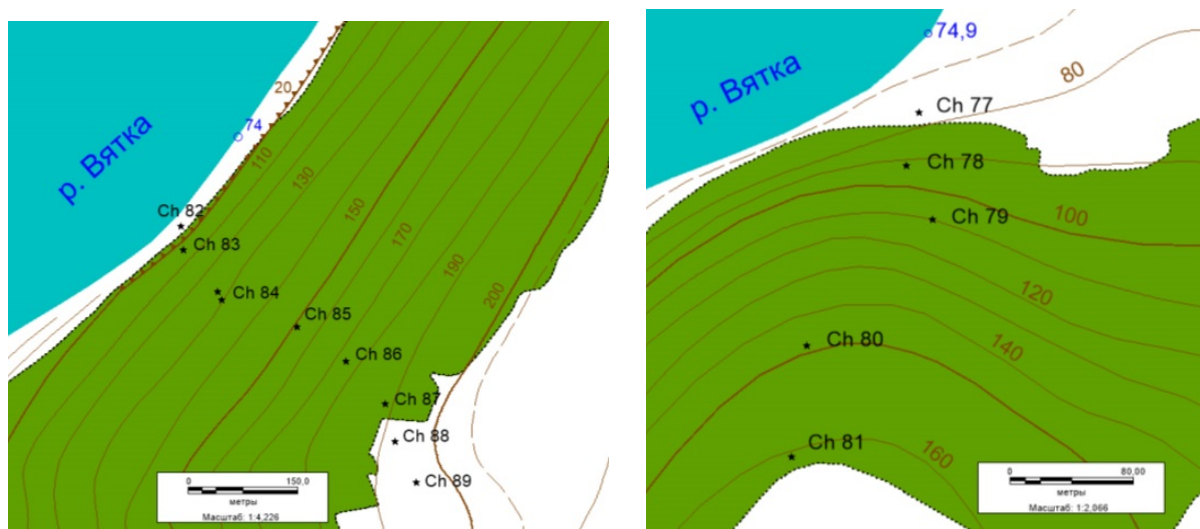 р. Вятка
20
74
110
130
150
170
190
200
Ch 82
Ch 83
Ch 84
Ch 85
Ch 86
Ch 87
Ch 88
Ch 89
0 150,0
метры
Масштаб: 1:4,226
р. Вятка
74,9
80
Ch 77
Ch 78
Ch 79
100
120
140
Ch 80
Ch 81
160
0 80,00
метры
Масштаб: 1:2,066